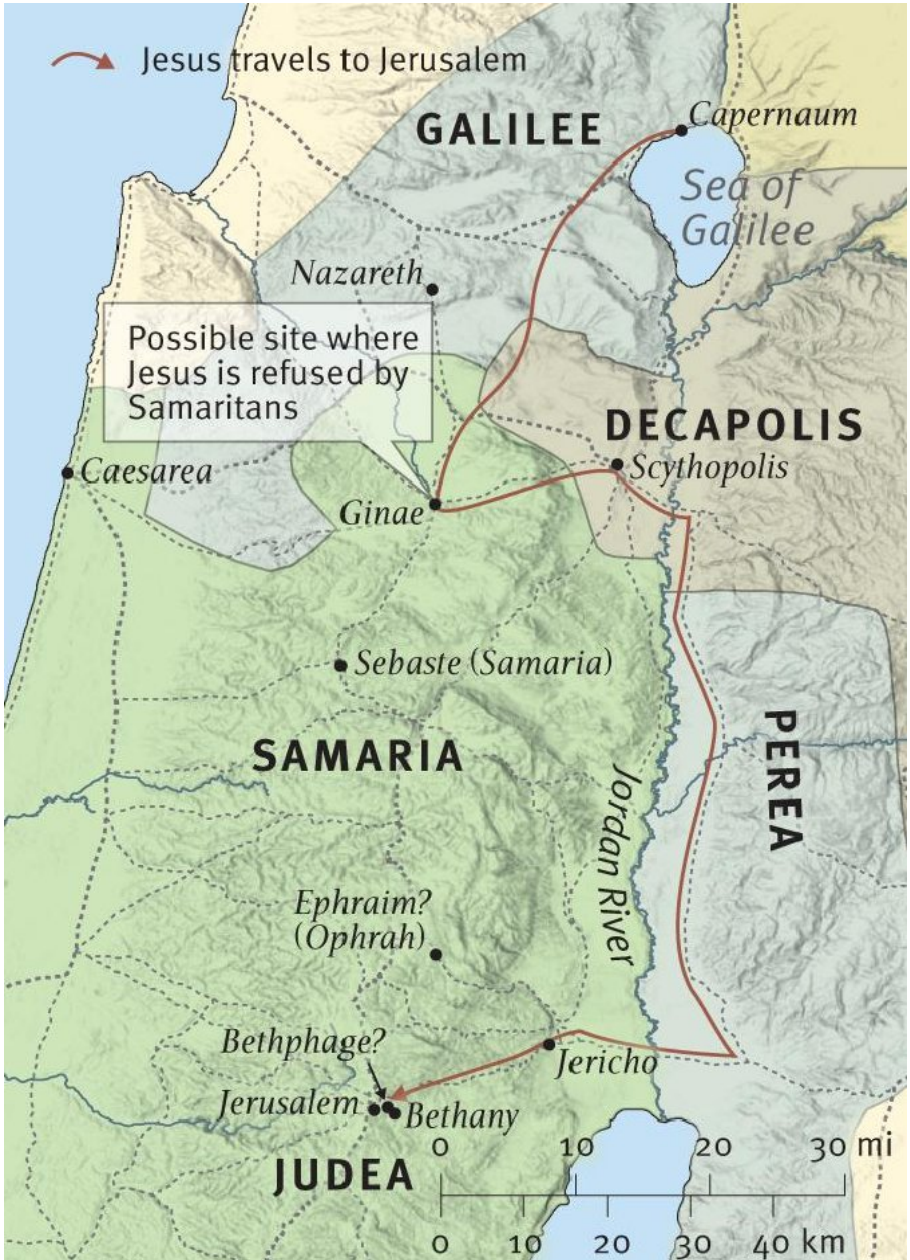 Jesus travels to Jerusalem
GALILEE
Capernaum
Sea of
Galilee
Nazareth
Possible site where
Jesus is refused by
Samaritans
DECAPOLIS
Scythopolis
Caesarea
Ginae
Sebaste (Samaria)
SAMARIA
PEREA
Jordan River
Ephraim?
(Ophrah)
Bethphage?
Jericho
Jerusalem
Bethany
JUDEA
0 10 20 30 mi
0 10 20 30 40 km